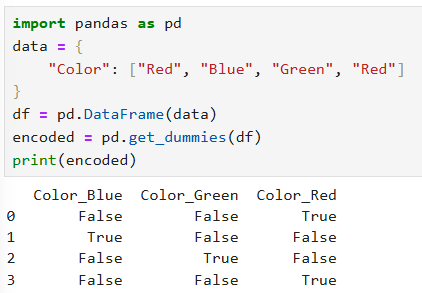 import pandas as pd
data = {
    "Color": ["Red", "Blue", "Green", "Red"]
}
df = pd.DataFrame(data)
encoded = pd.get_dummies(df)
print(encoded)
   Color_Blue  Color_Green  Color_Red
0       False        False       True
1        True        False      False
2       False         True      False
3       False        False       True